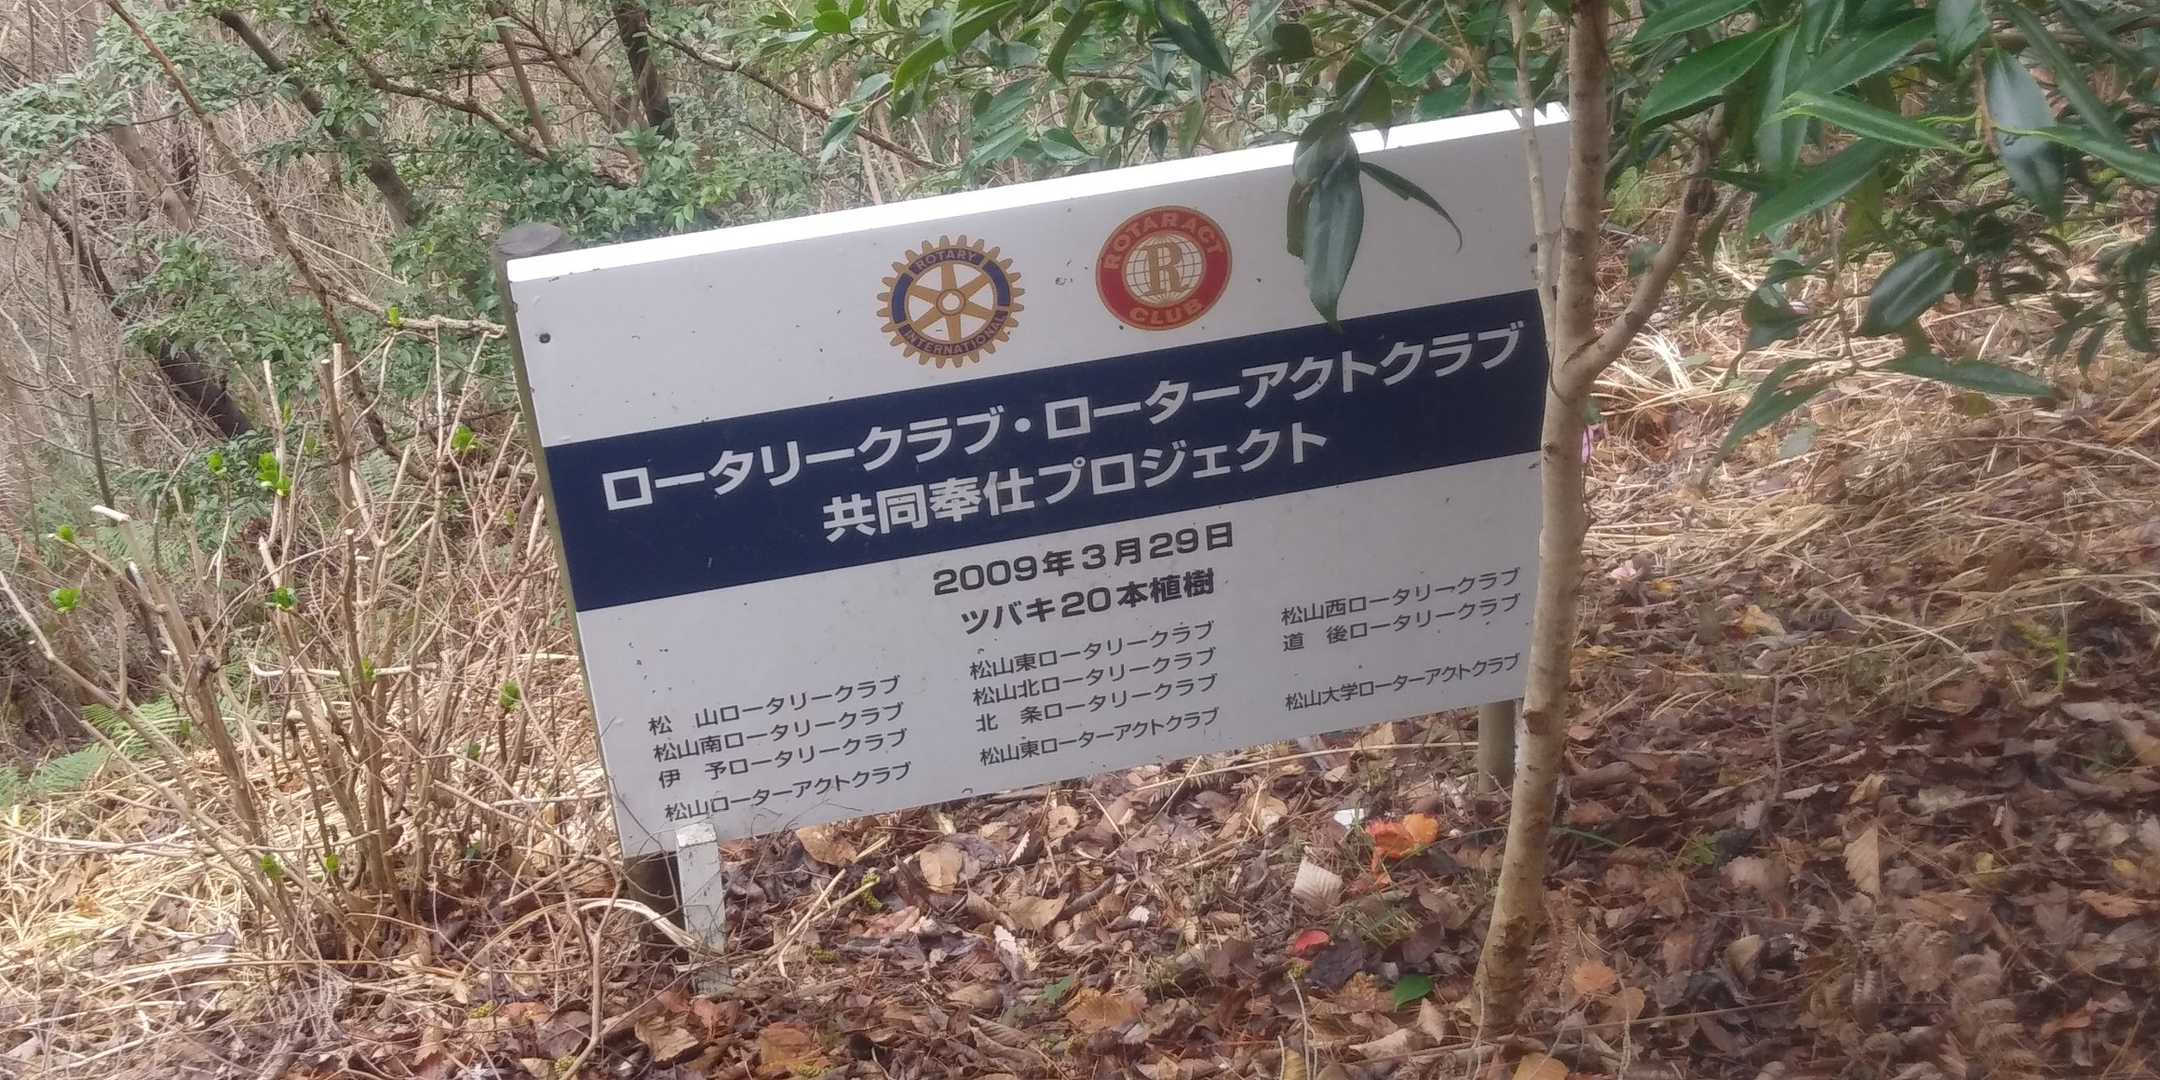 ROTARY
INTERNATIONAL
ROTARACT
R
CLUB
ロータリークラブ・ローターアクトクラブ
共同奉仕プロジェクト
2009年3月29日
ツバキ20本植樹
松　山ロータリークラブ
松山南ロータリークラブ
伊　予ロータリークラブ
松山ローターアクトクラブ
松山東ロータリークラブ
松山北ロータリークラブ
北　条ロータリークラブ
松山東ローターアクトクラブ
松山西ロータリークラブ
道　後ロータリークラブ
松山大学ローターアクトクラブ